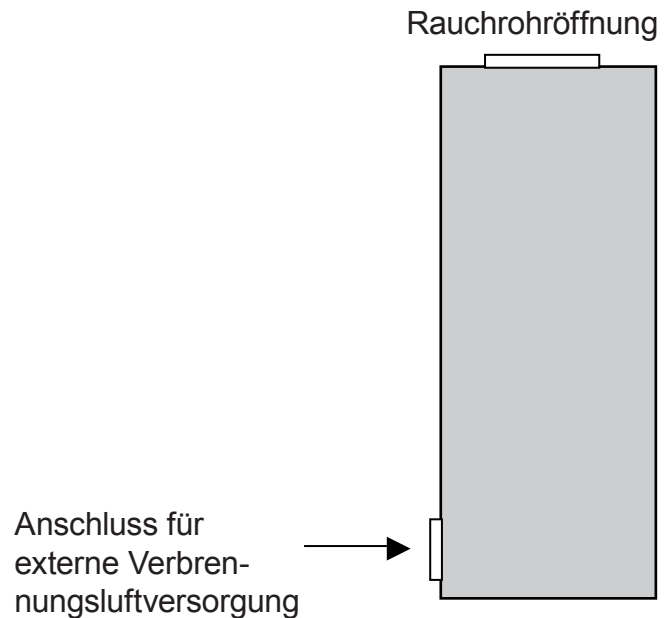 Rauchrohröffnung
Anschluss für
externe Verbren-
nungsluftversorgung